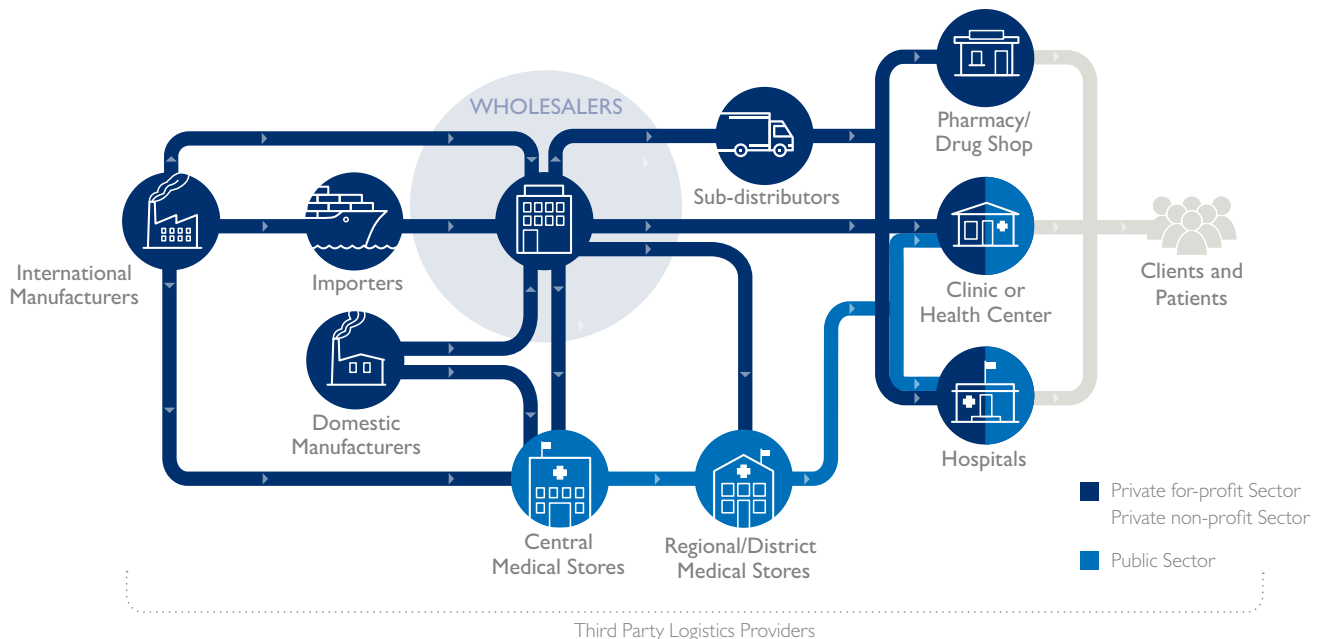 WHOLESALERS
Pharmacy/
Drug Shop
Sub-distributors
International
Manufacturers
Importers
Clinic or
Health Center
Clients and
Patients
Domestic
Manufacturers
Hospitals
Central
Medical Stores
Regional/District
Medical Stores
Private for-profit Sector
Private non-profit Sector
Public Sector
Third Party Logistics Providers